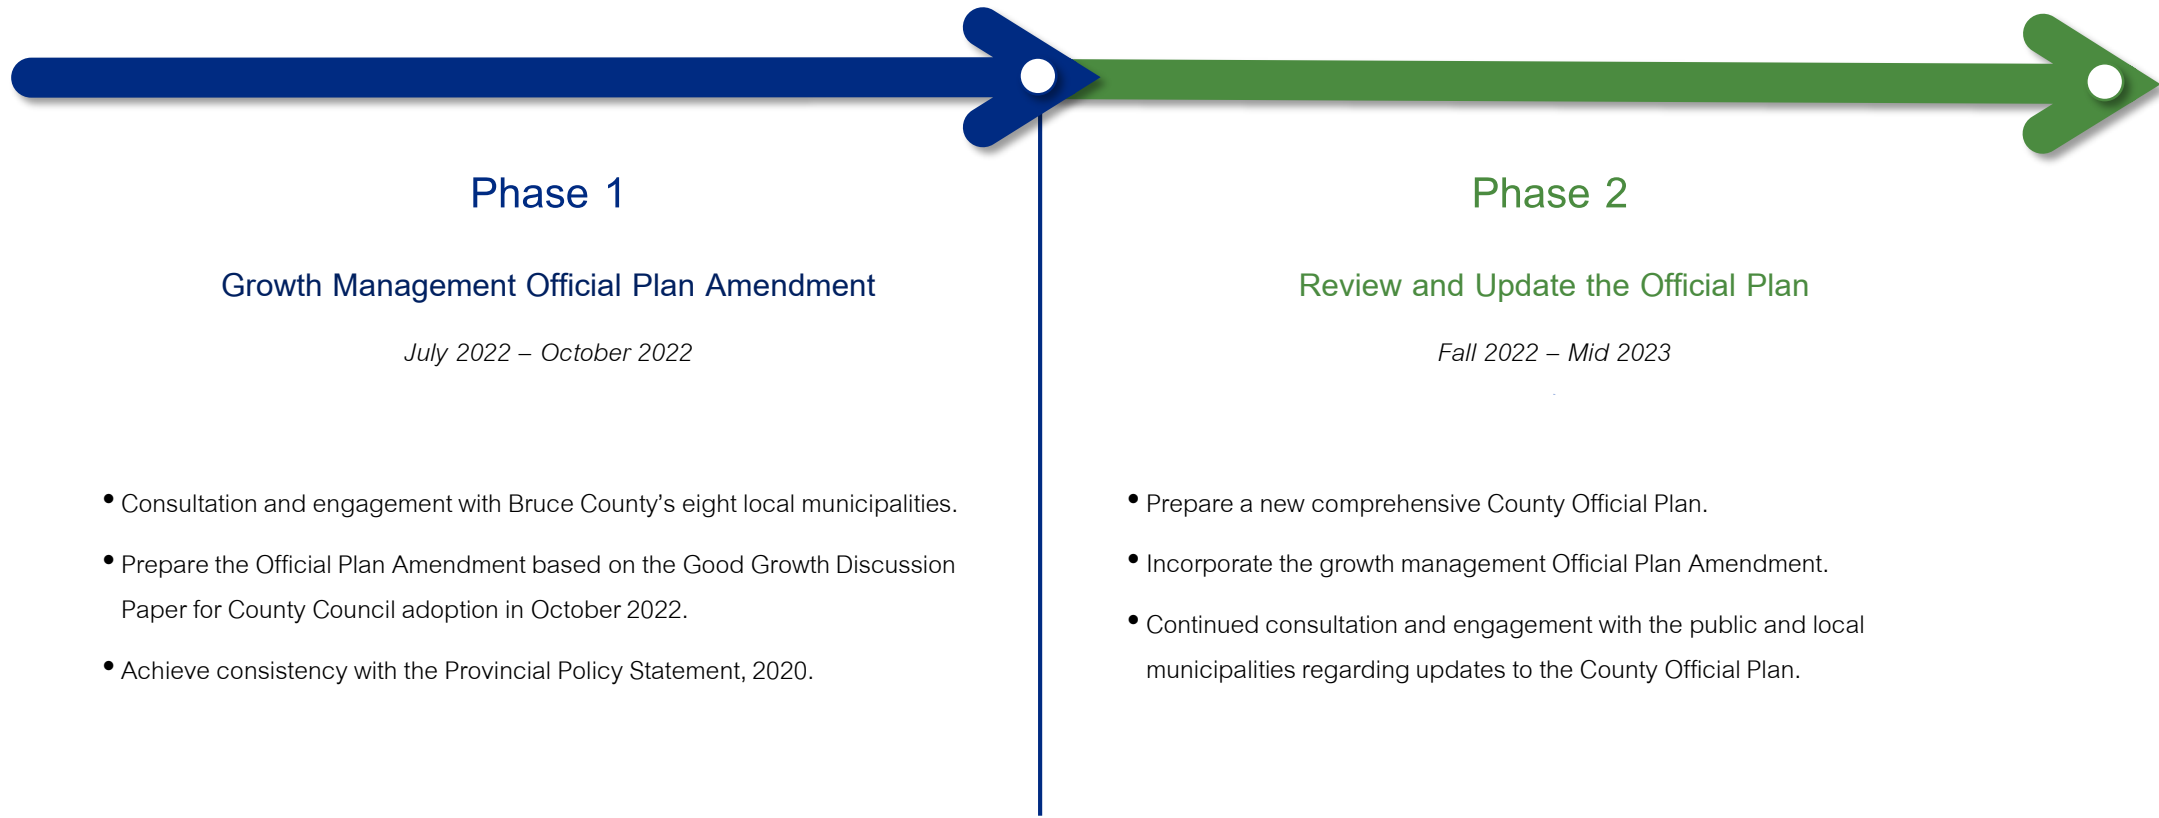 Phase 1
Growth Management Official Plan Amendment
July 2022 – October 2022
• Consultation and engagement with Bruce County’s eight local municipalities.
• Prepare the Official Plan Amendment based on the Good Growth Discussion
Paper for County Council adoption in October 2022.
• Achieve consistency with the Provincial Policy Statement, 2020.
Phase 2
Review and Update the Official Plan
Fall 2022 – Mid 2023
• Prepare a new comprehensive County Official Plan.
• Incorporate the growth management Official Plan Amendment.
• Continued consultation and engagement with the public and local
municipalities regarding updates to the County Official Plan.